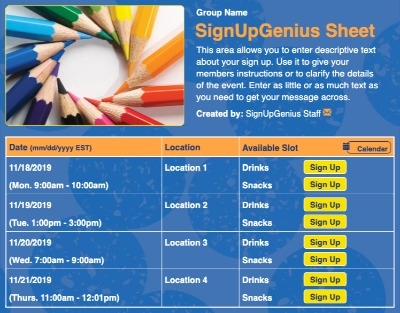 Group Name
SignUpGenius Sheet
This area allows you to enter descriptive text
about your sign up. Use it to give your
members instructions or to clarify the details
of the event. Enter as little or as much text as
you need to get your message across.
Created by: SignUpGenius Staff
Date (mm/dd/yyyy EST) Location Available Slot Calendar
11/18/2019 Location 1 Drinks Sign Up
(Mon. 9:00am - 10:00am) Snacks Sign Up
11/19/2019 Location 2 Drinks Sign Up
(Tue. 1:00pm - 3:00pm) Snacks Sign Up
11/20/2019 Location 3 Drinks Sign Up
(Wed. 7:00am - 9:00am) Snacks Sign Up
11/21/2019 Location 4 Drinks Sign Up
(Thurs. 11:00am - 12:01pm) Snacks Sign Up